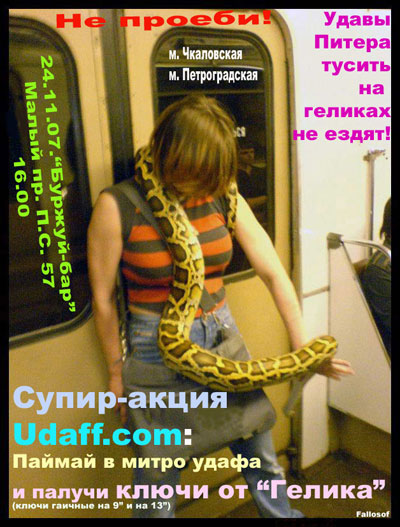 Не проеби!
Удавы
Питера
тусить
на
геликах
не ездят!
м. Чкаловская
м. Петроградская
24.11.07."Буржуй-бар"
Малый пр. П.С. 57
16.00
Супир-акция
Udaff.com:
Паймай в митро удафа
и палучи ключи от "Гелика"
(ключи гаичные на 9" и на 13")
Fallosof